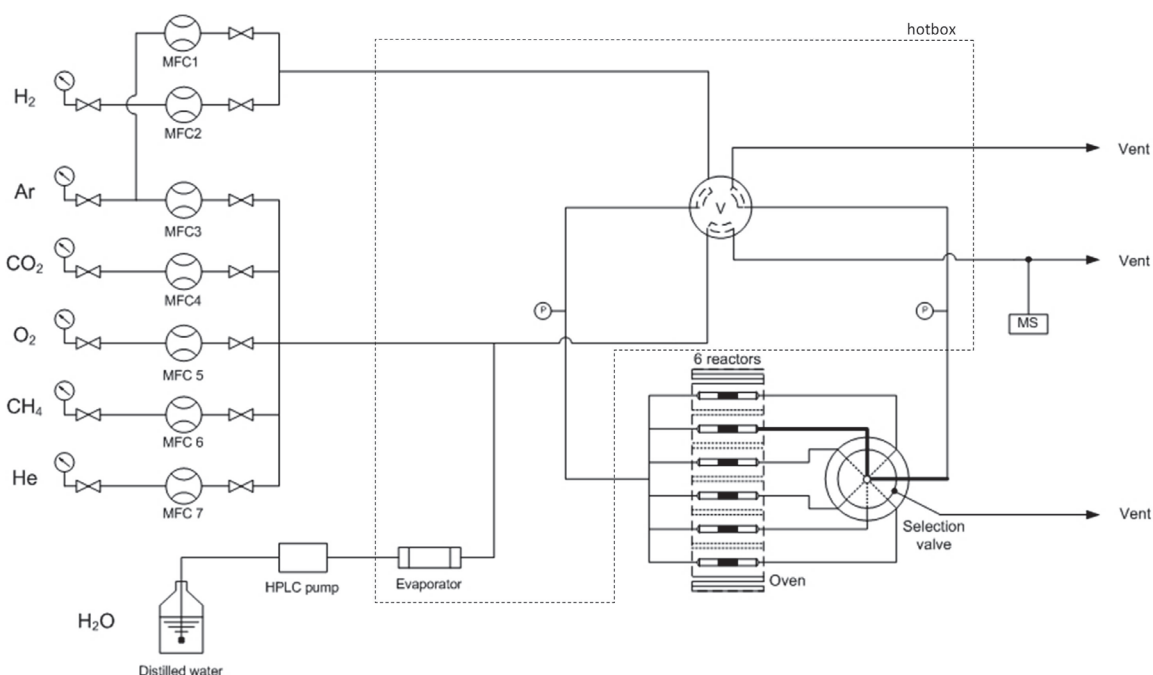 hotbox
MFC1
H2
MFC2
Vent
Ar
V
MFC3
CO2
Vent
MFC4
P
P
O2
MS
MFC 5
6 reactors
CH4
MFC 6
He
MFC 7
Vent
Selection
valve
HPLC pump
Evaporator
Oven
H2O
Distilled water